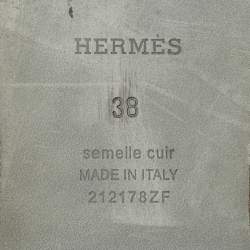 HERMÈS
38
semelle cuir
MADE IN ITALY
212178ZF